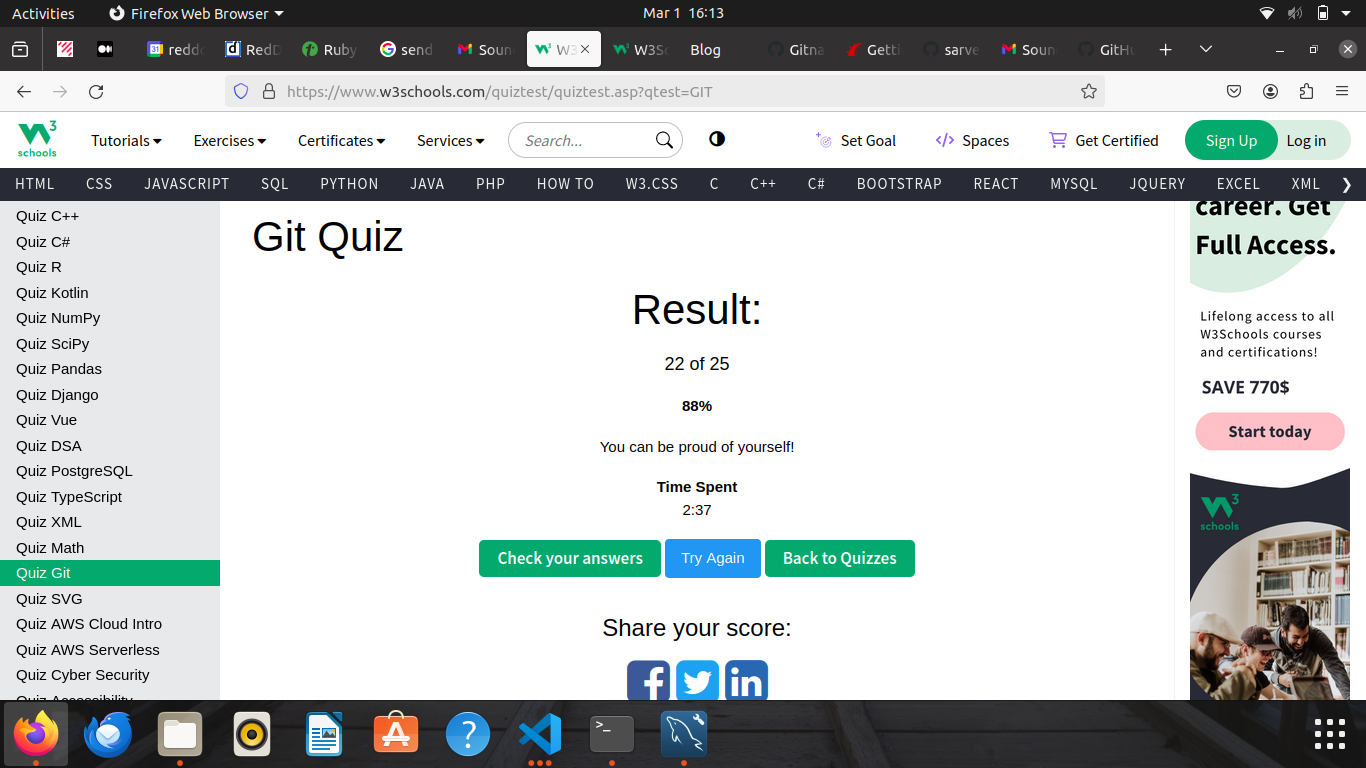 Activities Firefox Web Browser Mar 1 16:13
redd RedD Ruby send Soun W3 W3Sc Blog Gitna Getti sarve Soun GitHu
https://www.w3schools.com/quiztest/quiztest.asp?qtest=GIT
W3 schools Tutorials Exercises Certificates Services Search... Set Goal Spaces Get Certified Sign Up Log in
HTML CSS JAVASCRIPT SQL PYTHON JAVA PHP HOW TO W3.CSS C C++ C# BOOTSTRAP REACT MYSQL JQUERY EXCEL XML
Quiz C++
Quiz C#
Quiz R
Quiz Kotlin
Quiz NumPy
Quiz SciPy
Quiz Pandas
Quiz Django
Quiz Vue
Quiz DSA
Quiz PostgreSQL
Quiz TypeScript
Quiz XML
Quiz Math
Quiz Git
Quiz SVG
Quiz AWS Cloud Intro
Quiz AWS Serverless
Quiz Cyber Security
Quiz Accessibility
Git Quiz
Result:
22 of 25
88%
You can be proud of yourself!
Time Spent
2:37
Check your answers Try Again Back to Quizzes
Share your score:
career. Get
Full Access.
Lifelong access to all
W3Schools courses
and certifications!
SAVE 770$
Start today
W3
schools